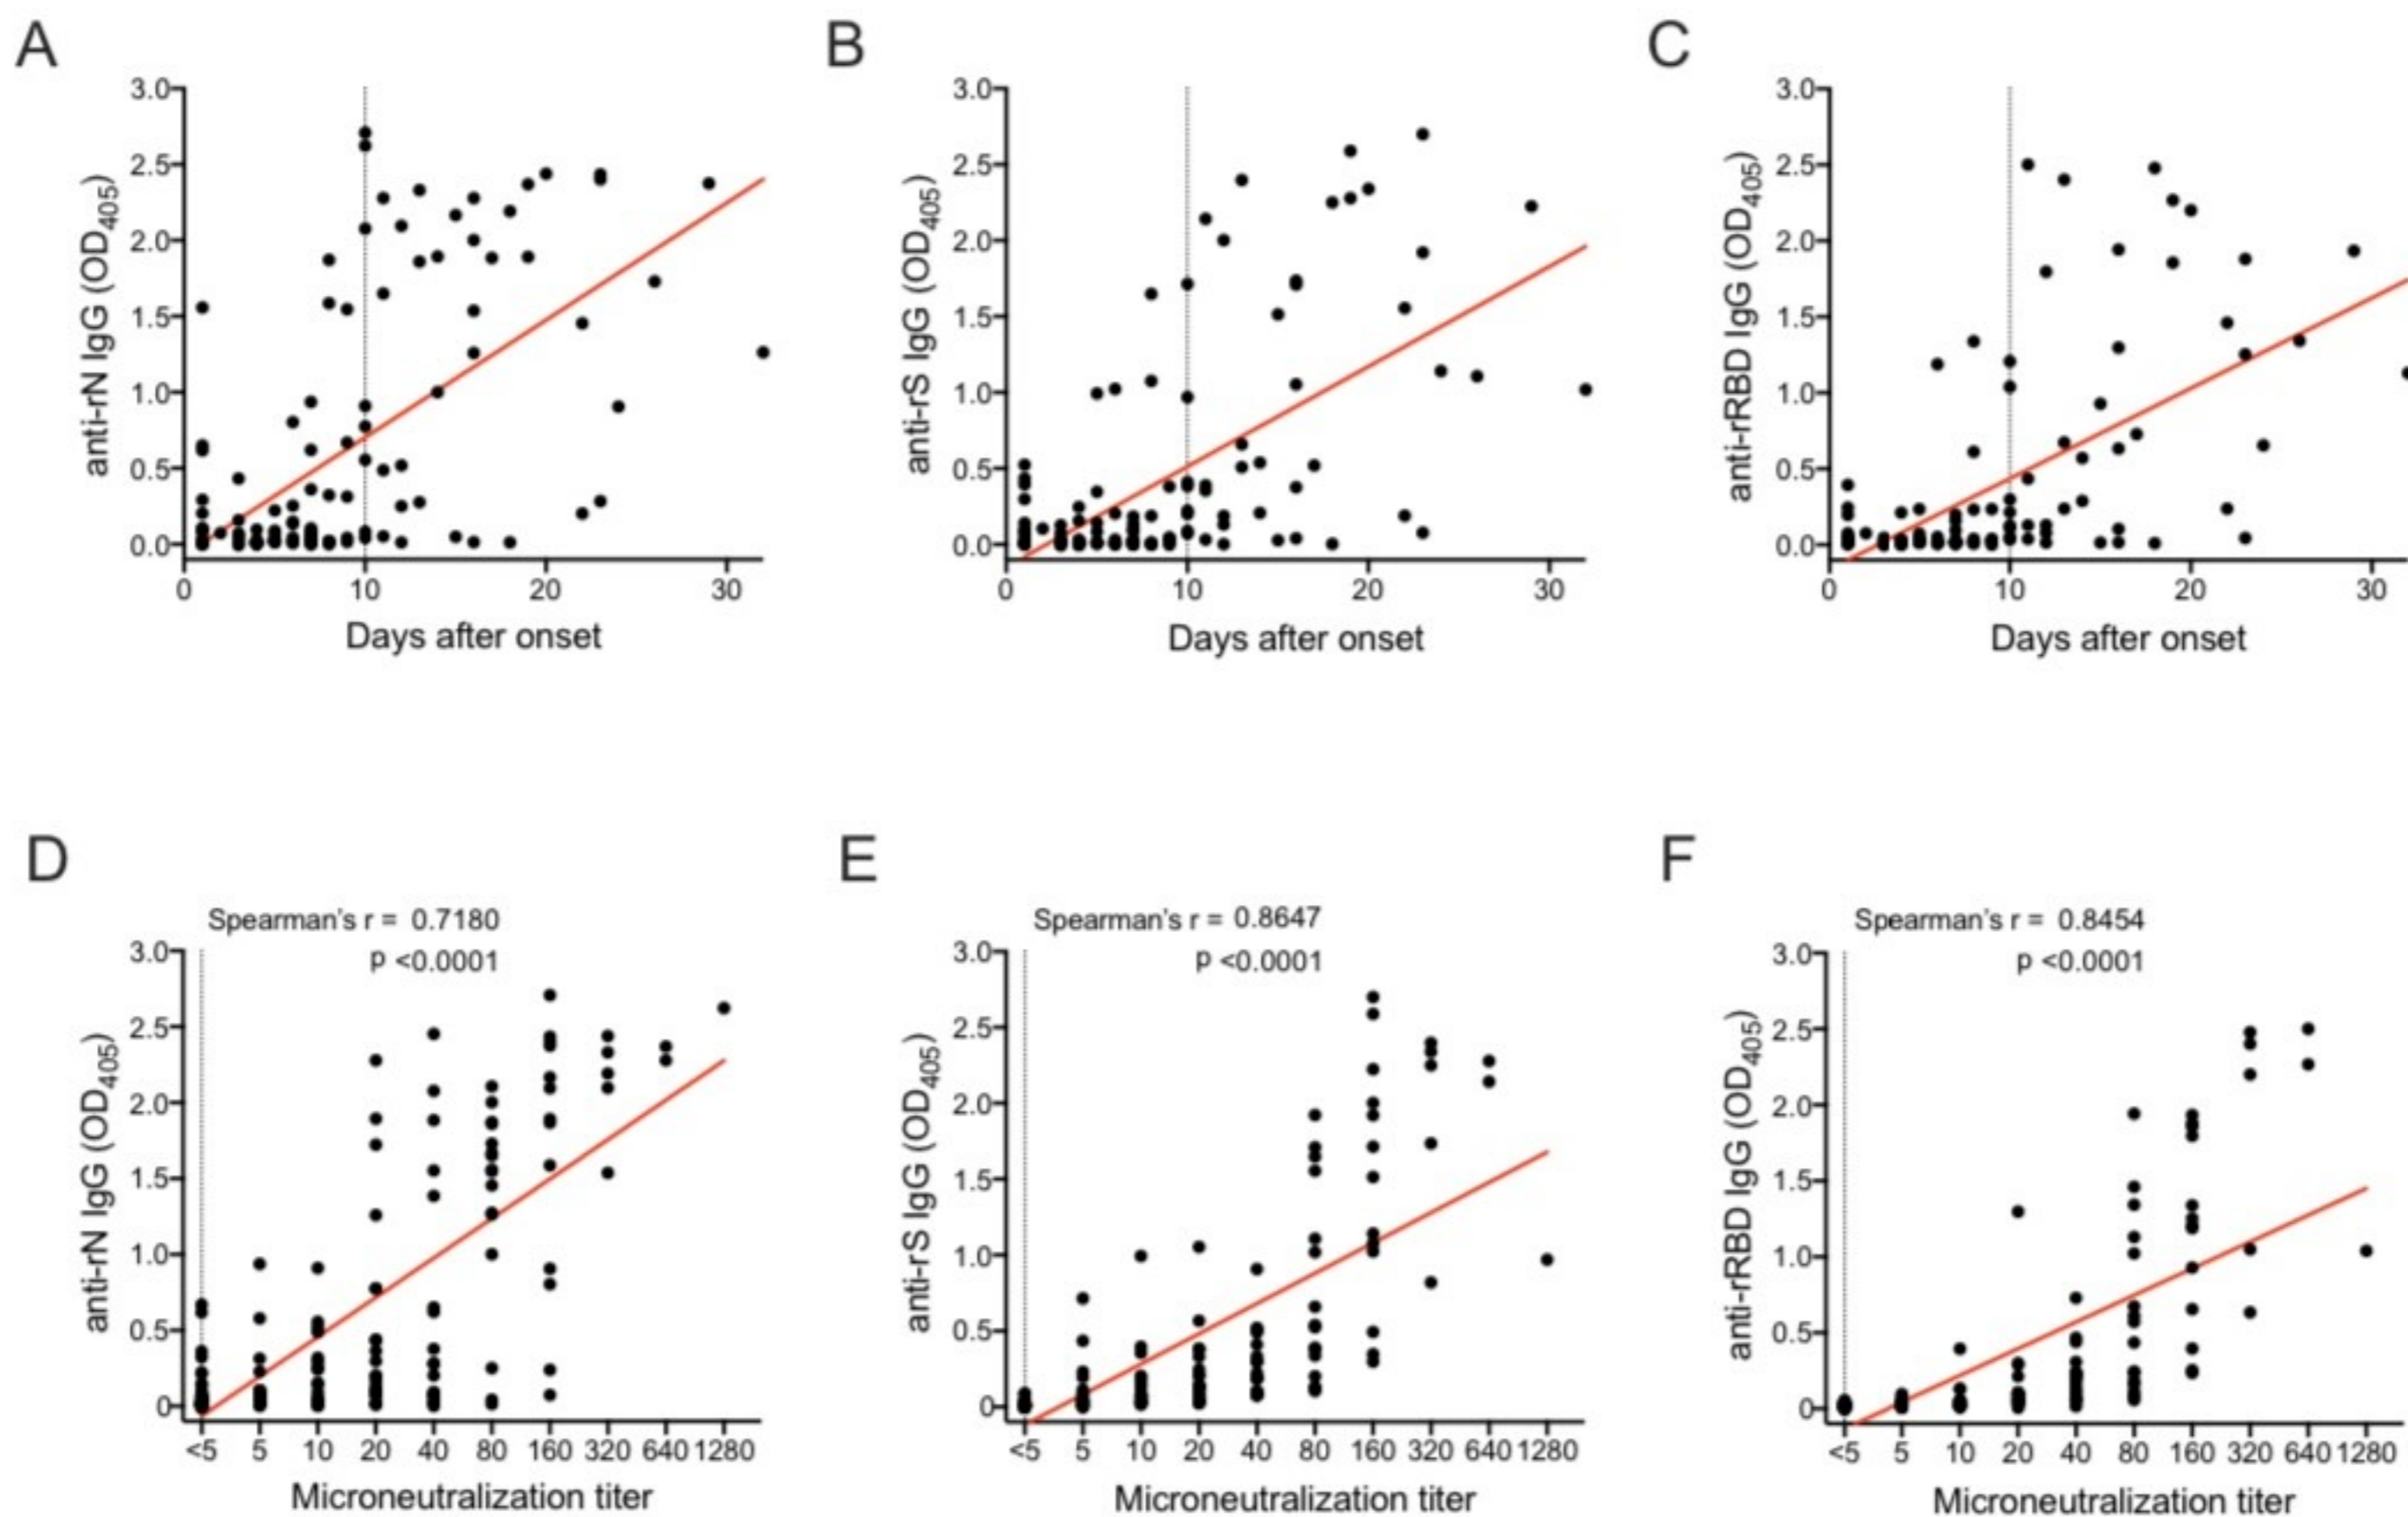 A
B
C
anti-rN IgG (OD405)
3.0
2.5
2.0
1.5
1.0
0.5
0.0
0 10 20 30
Days after onset
anti-rS IgG (OD405)
3.0
2.5
2.0
1.5
1.0
0.5
0.0
0 10 20 30
Days after onset
anti-rRBD IgG (OD405)
3.0
2.5
2.0
1.5
1.0
0.5
0.0
0 10 20 30
Days after onset
D
E
F
Spearman's r = 0.7180
p <0.0001
anti-rN IgG (OD405)
3.0
2.5
2.0
1.5
1.0
0.5
0
<5 5 10 20 40 80 160 320 640 1280
Microneutralization titer
Spearman's r = 0.8647
p <0.0001
anti-rS IgG (OD405)
3.0
2.5
2.0
1.5
1.0
0.5
0
<5 5 10 20 40 80 160 320 640 1280
Microneutralization titer
Spearman's r = 0.8454
p <0.0001
anti-rRBD IgG (OD405)
3.0
2.5
2.0
1.5
1.0
0.5
0
<5 5 10 20 40 80 160 320 640 1280
Microneutralization titer